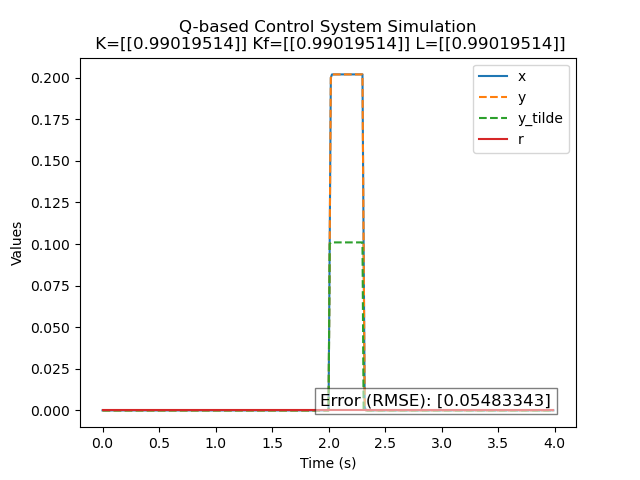 Q-based Control System Simulation
K=[[0.99019514]] Kf=[[0.99019514]] L=[[0.99019514]]
0.200
0.175
0.150
0.125
0.100
0.075
0.050
0.025
0.000
Values
x
y
y_tilde
r
Error (RMSE): [0.05483343]
0.0 0.5 1.0 1.5 2.0 2.5 3.0 3.5 4.0
Time (s)